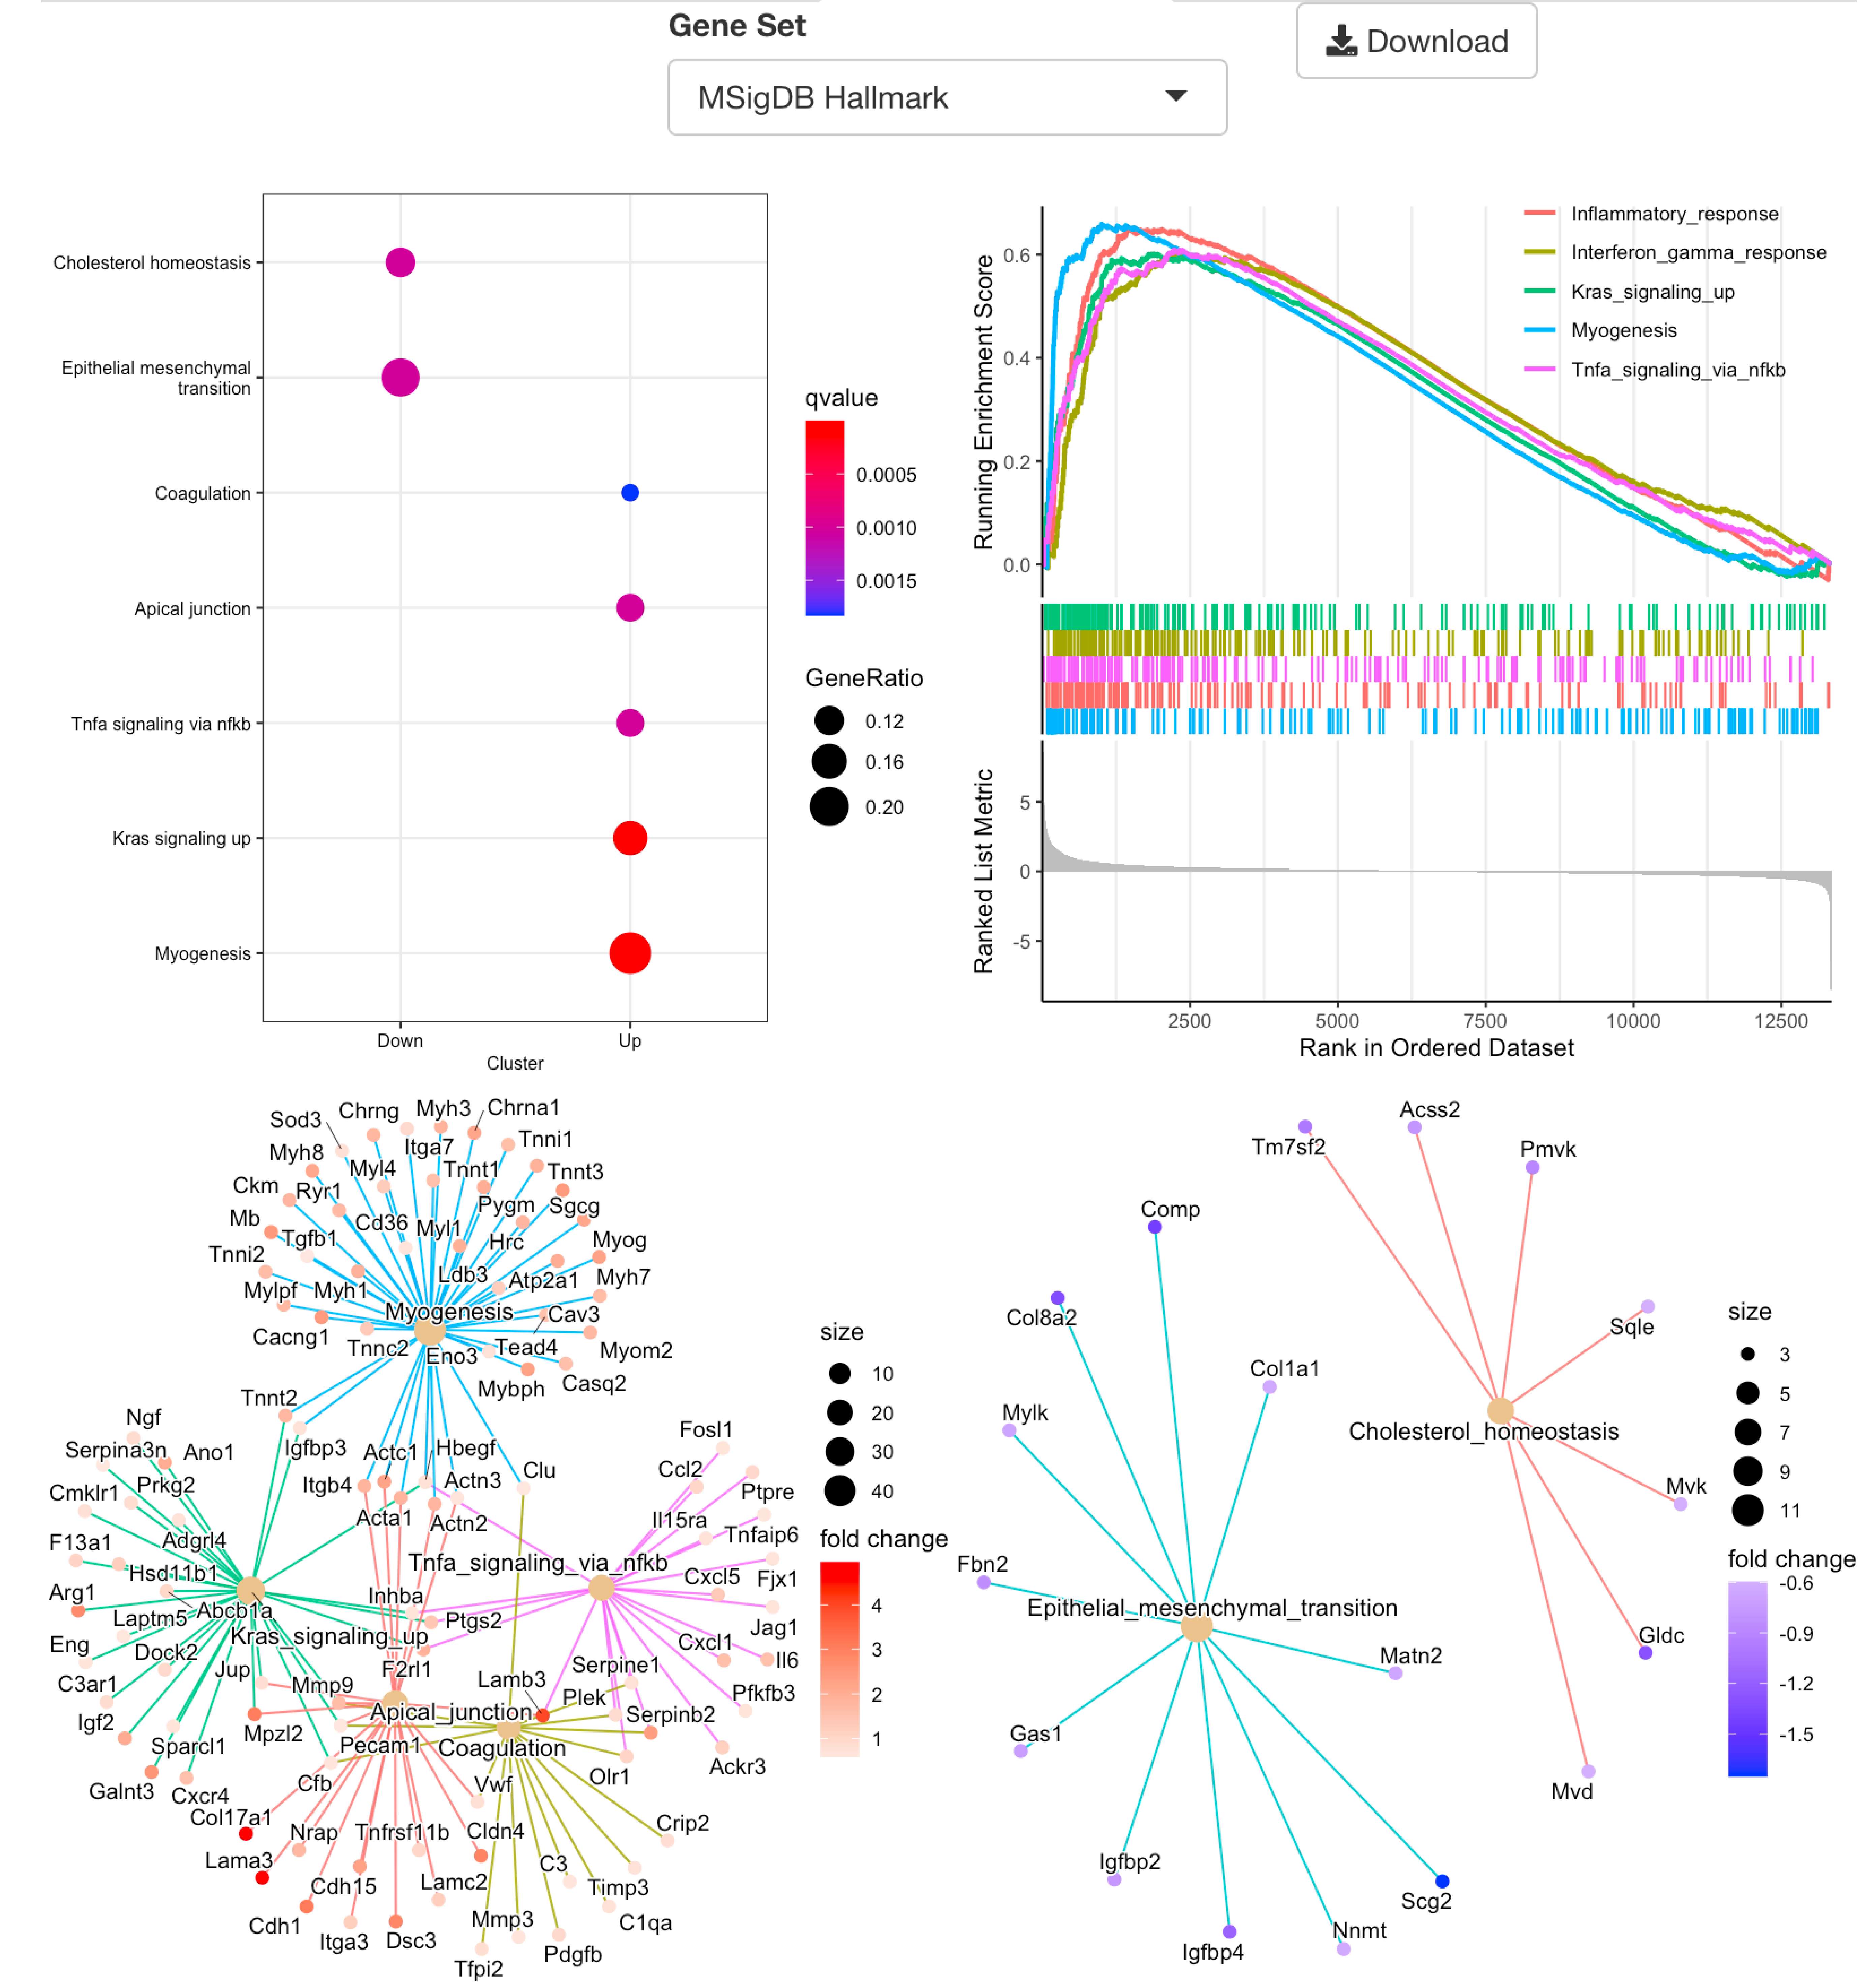 Gene Set
Download
MSigDB Hallmark
Cholesterol homeostasis
Epithelial mesenchymal
transition
Coagulation
Apical junction
Tnfa signaling via nfkb
Kras signaling up
Myogenesis
Down
Up
Cluster
qvalue
0.0005
0.0010
0.0015
GeneRatio
0.12
0.16
0.20
Running Enrichment Score
0.6
0.4
0.2
0.0
Inflammatory_response
Interferon_gamma_response
Kras_signaling_up
Myogenesis
Tnfa_signaling_via_nfkb
Ranked List Metric
5
0
-5
2500
5000
7500
10000
12500
Rank in Ordered Dataset
Sod3
Chrng
Myh3
Chrna1
Itga7
Tnni1
Myh8
Myl4
Tnnt1
Tnnt3
Ckm
Ryr1
Pygm
Sgcg
Mb
Cd36
Myl1
Tgfb1
Hrc
Myog
Tnni2
Ldb3
Atp2a1
Myh7
Mylpf
Myh1
Myogenesis
Cav3
Cacng1
Tnnc2
Eno3
Tead4
Myom2
Mybph
Casq2
Tnnt2
Ngf
Igfbp3
Actc1
Hbegf
Fosl1
Serpina3n
Ano1
Clu
Ccl2
Prkg2
Itgb4
Actn3
Cmklr1
Ptpre
Acta1
Actn2
Il15ra
Tnfaip6
F13a1
Adgrl4
Tnfa_signaling_via_nfkb
Hsd11b1
Cxcl5
Fjx1
Arg1
Inhba
Abcb1a
Laptm5
Ptgs2
Jag1
Eng
Kras_signaling_up
Cxcl1
Dock2
Il6
F2rl1
Serpine1
Jup
C3ar1
Mmp9
Lamb3
Pfkfb3
Plek
Igf2
Apical_junction
Serpinb2
Mpzl2
Sparcl1
Pecam1
Coagulation
Ackr3
Olr1
Galnt3
Cxcr4
Cfb
Vwf
Col17a1
Crip2
Nrap
Tnfrsf11b
Cldn4
Lama3
C3
Cdh15
Lamc2
Timp3
Cdh1
Mmp3
C1qa
Itga3
Dsc3
Pdgfb
Tfpi2
size
10
20
30
40
fold change
4
3
2
1
Acss2
Tm7sf2
Pmvk
Comp
Col8a2
Sqle
Col1a1
Mylk
Cholesterol_homeostasis
Mvk
Fbn2
Epithelial_mesenchymal_transition
Gldc
Matn2
Gas1
Mvd
Igfbp2
Scg2
Nnmt
Igfbp4
size
3
5
7
9
11
fold change
-0.6
-0.9
-1.2
-1.5